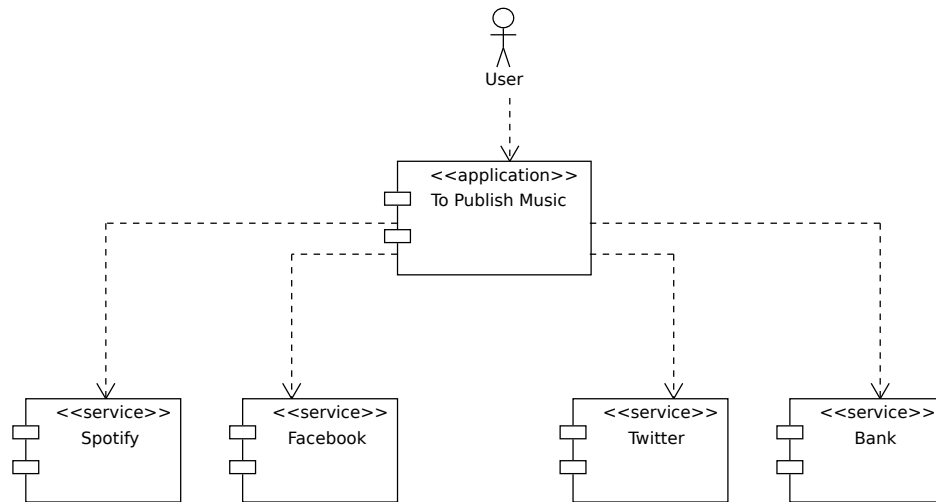 User
<<application>>
To Publish Music
<<service>>
Spotify
<<service>>
Facebook
<<service>>
Twitter
<<service>>
Bank